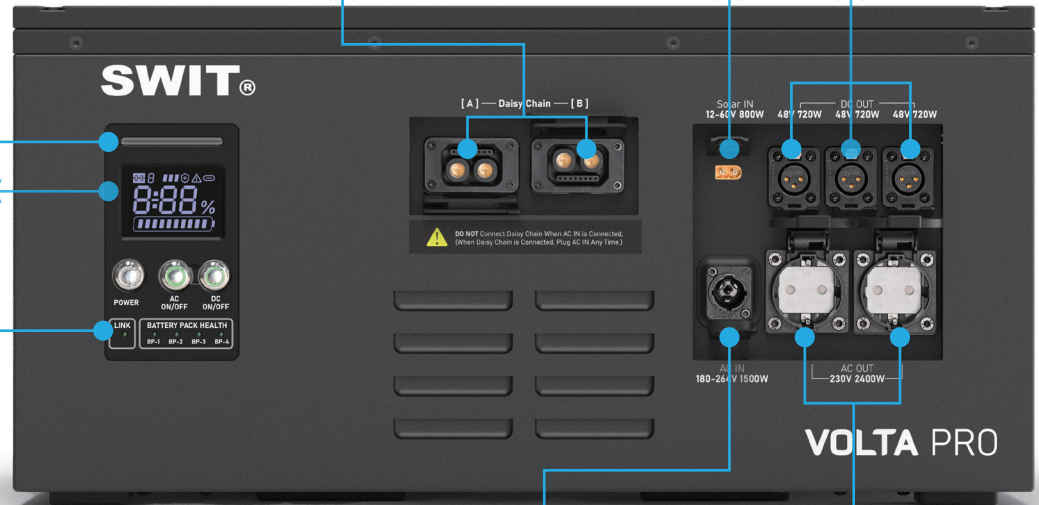 SWIT®
[ A ] — Daisy Chain — [ B ]
DO NOT Connect Daisy Chain When AC IN is Connected;
(When Daisy Chain is Connected, Plug AC IN Any Time.)
Solar IN
12-60V 800W
DC OUT
48V 720W 48V 720W 48V 720W
8:88%
POWER
AC
ON/OFF
DC
ON/OFF
LINK
BATTERY PACK HEALTH
BP-1 BP-2 BP-3 BP-4
AC IN
180-264V 1500W
AC OUT
230V 2400W
VOLTA PRO